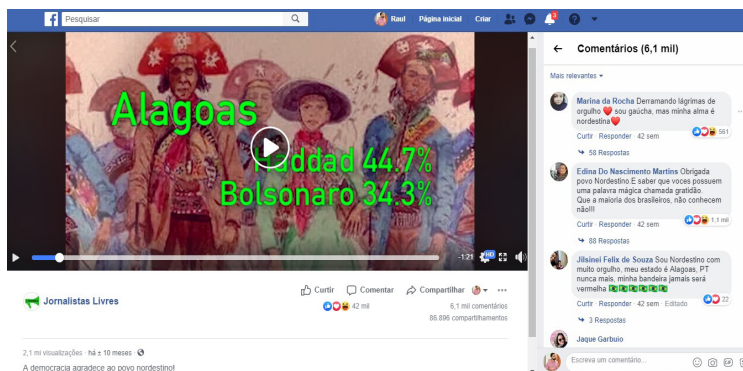 Pesquisar
Raul Página inicial Criar
3
Alagoas
Haddad 44.7%
Bolsonaro 34.3%
-1:21 HD
Curtir Comentar Compartilhar
Jornalistas Livres
42 mil 6,1 mil comentários
86.896 compartilhamentos
2,1 mi visualizações · há ± 10 meses ·
A democracia agradece ao povo nordestino!
Comentários (6,1 mil)
Mais relevantes
Marina da Rocha Derramando lágrimas de
orgulho ❤ sou gaúcha, mas minha alma é
nordestina❤
561
Curtir · Responder · 42 sem
58 Respostas
Edina Do Nascimento Martins Obrigada
povo Nordestino.E saber que voces possuem
uma palavra mágica chamada gratidão.
Que a maioria dos brasileiros, não conhecem
não!!!
1,1 mil
Curtir · Responder · 42 sem
88 Respostas
Jilsinei Felix de Souza Sou Nordestino com
muito orgulho, meu estado é Alagoas, PT
nunca mais, minha bandeira jamais será
vermelha 🇧🇷🇧🇷🇧🇷🇧🇷🇧🇷🇧🇷
22
Curtir · Responder · 42 sem · Editado
3 Respostas
Jaque Garbuio
Escreva um comentário...
GIF